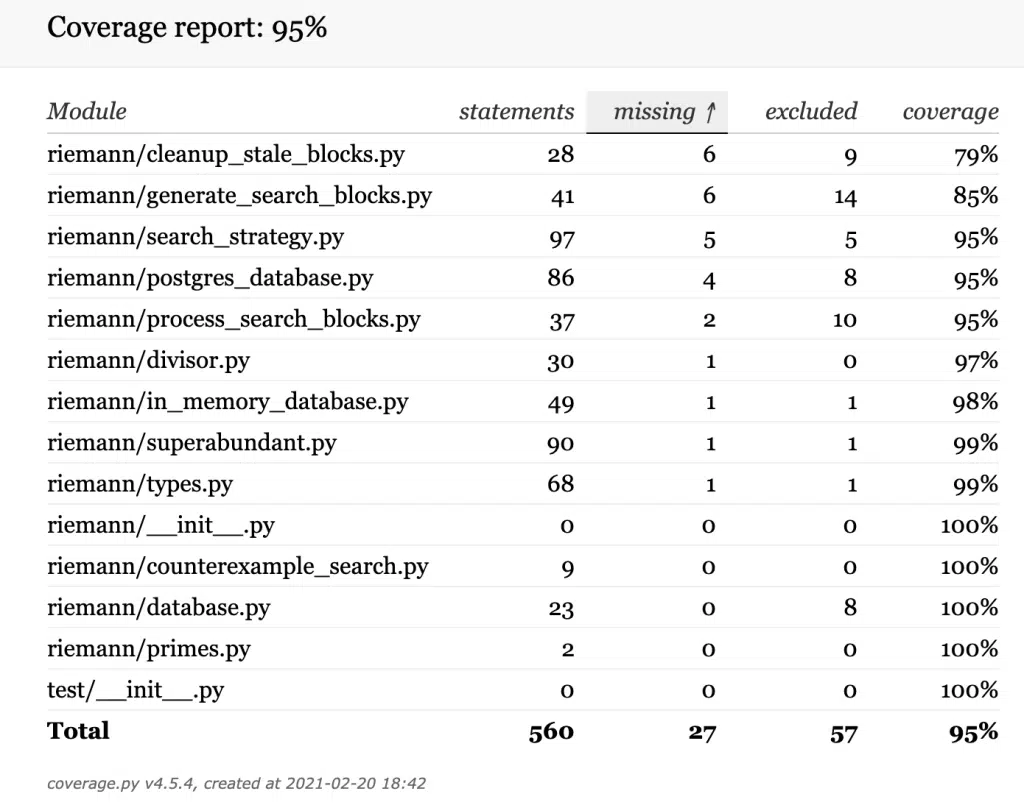 Coverage report: 95%
Module statements missing ↑ excluded coverage
riemann/cleanup_stale_blocks.py 28 6 9 79%
riemann/generate_search_blocks.py 41 6 14 85%
riemann/search_strategy.py 97 5 5 95%
riemann/postgres_database.py 86 4 8 95%
riemann/process_search_blocks.py 37 2 10 95%
riemann/divisor.py 30 1 0 97%
riemann/in_memory_database.py 49 1 1 98%
riemann/superabundant.py 90 1 1 99%
riemann/types.py 68 1 1 99%
riemann/__init__.py 0 0 0 100%
riemann/counterexample_search.py 9 0 0 100%
riemann/database.py 23 0 8 100%
riemann/primes.py 2 0 0 100%
test/__init__.py 0 0 0 100%
Total 560 27 57 95%
coverage.py v4.5.4, created at 2021-02-20 18:42